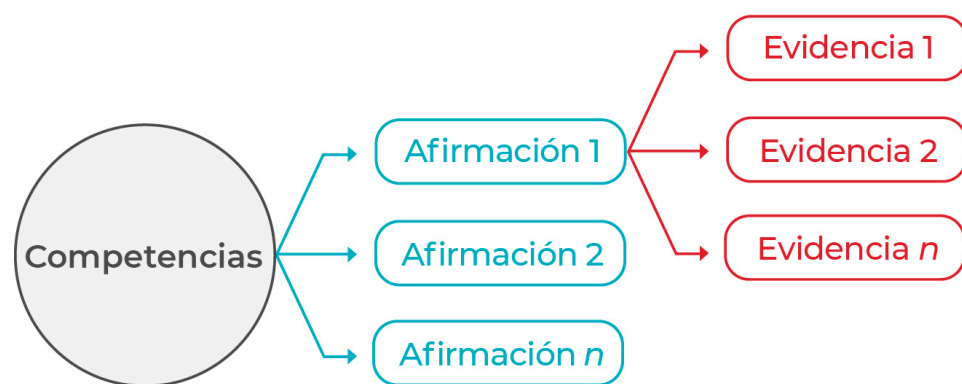 Competencias
Afirmación 1
Afirmación 2
Afirmación n
Evidencia 1
Evidencia 2
Evidencia n